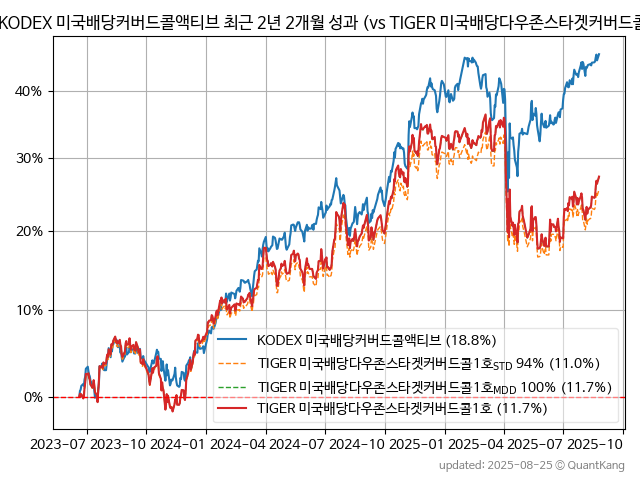 KODEX 미국배당커버드콜액티브 최근 2년 2개월 성과 (vs TIGER 미국배당다우존스타겟커버드콜
40%
30%
20%
10%
0%
KODEX 미국배당커버드콜액티브 (18.8%)
TIGER 미국배당다우존스타겟커버드콜1호STD 94% (11.0%)
TIGER 미국배당다우존스타겟커버드콜1호MDD 100% (11.7%)
TIGER 미국배당다우존스타겟커버드콜1호 (11.7%)
2023-07 2023-10 2024-01 2024-04 2024-07 2024-10 2025-01 2025-04 2025-07 2025-10
updated: 2025-08-25 © QuantKang